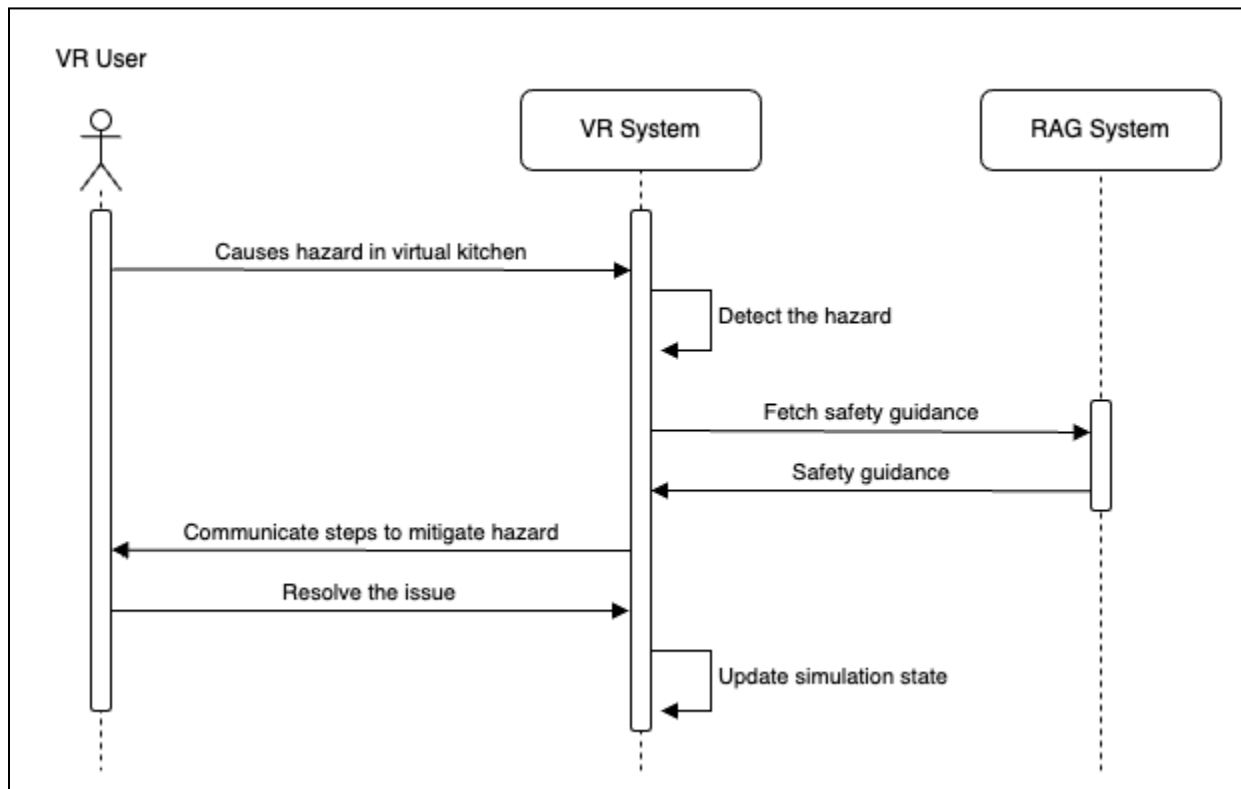 VR User
VR System
RAG System
Causes hazard in virtual kitchen
Detect the hazard
Fetch safety guidance
Safety guidance
Communicate steps to mitigate hazard
Resolve the issue
Update simulation state